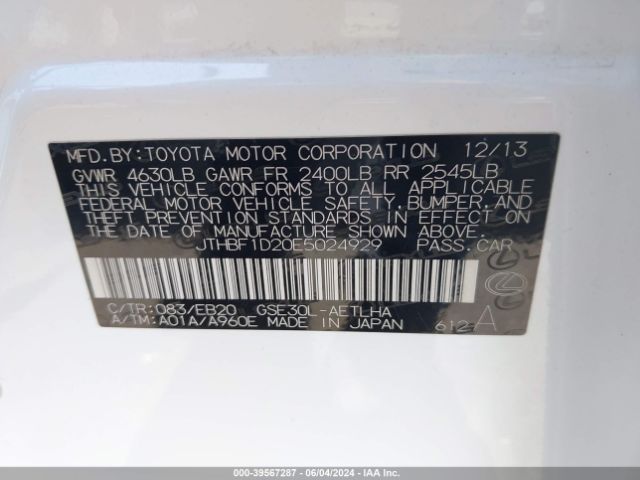 MFD.BY:TOYOTA MOTOR CORPORATION 12/13
GVWR 4630LB GAWR FR 2400LB RR 2545LB
THIS VEHICLE CONFORMS TO ALL APPLICABLE
FEDERAL MOTOR VEHICLE SAFETY,BUMPER,AND
THEFT PREVENTION STANDARDS IN EFFECT ON
THE DATE OF MANUFACTURE SHOWN ABOVE.
JTHBF1D20E5024929 PASS.CAR
C/TR:083/EB20 GSE30L-AETLHA
A/TM:A01A/A960E MADE IN JAPAN 612-A
000-39567287 - 06/04/2024 - IAAI.CA